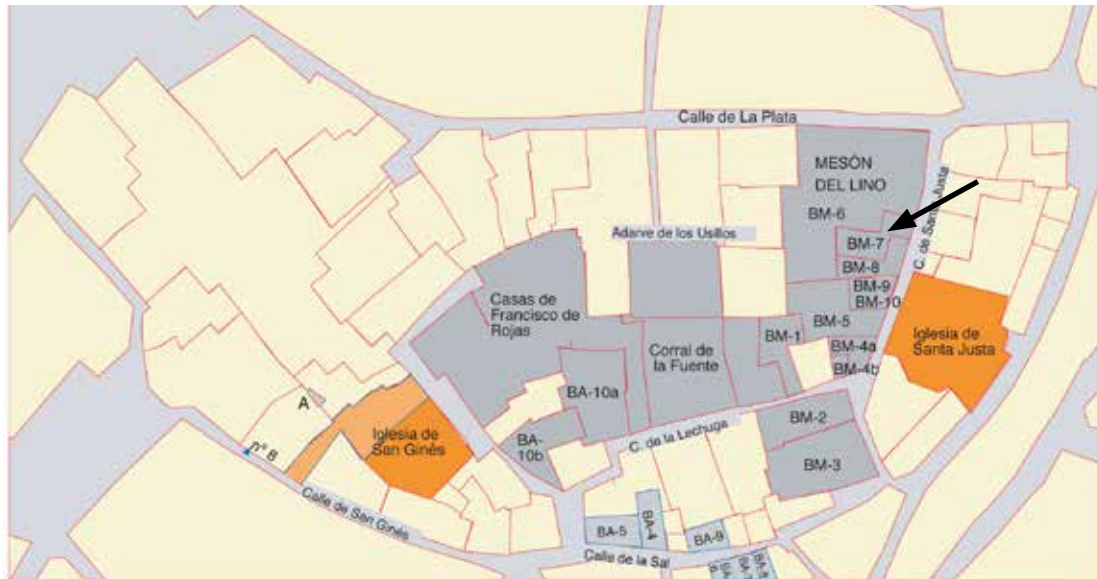 Calle de La Plata
MESÓN
DEL LINO
BM-6
C. de Santa Justa
Adarve de los Usillos
BM-7
BM-8
BM-9
BM-10
Casas de
Francisco de
Rojas
BM-5
BM-1
Iglesia de
Santa Justa
Corral de
la Fuente
BM-4a
BM-4b
BA-10a
A
BM-2
Iglesia de
San Ginés
C. de la Lechuga
BA-
10b
nº 8
BM-3
Calle de San Ginés
BA-5
BA-4
BA-9
Calle de la Sal